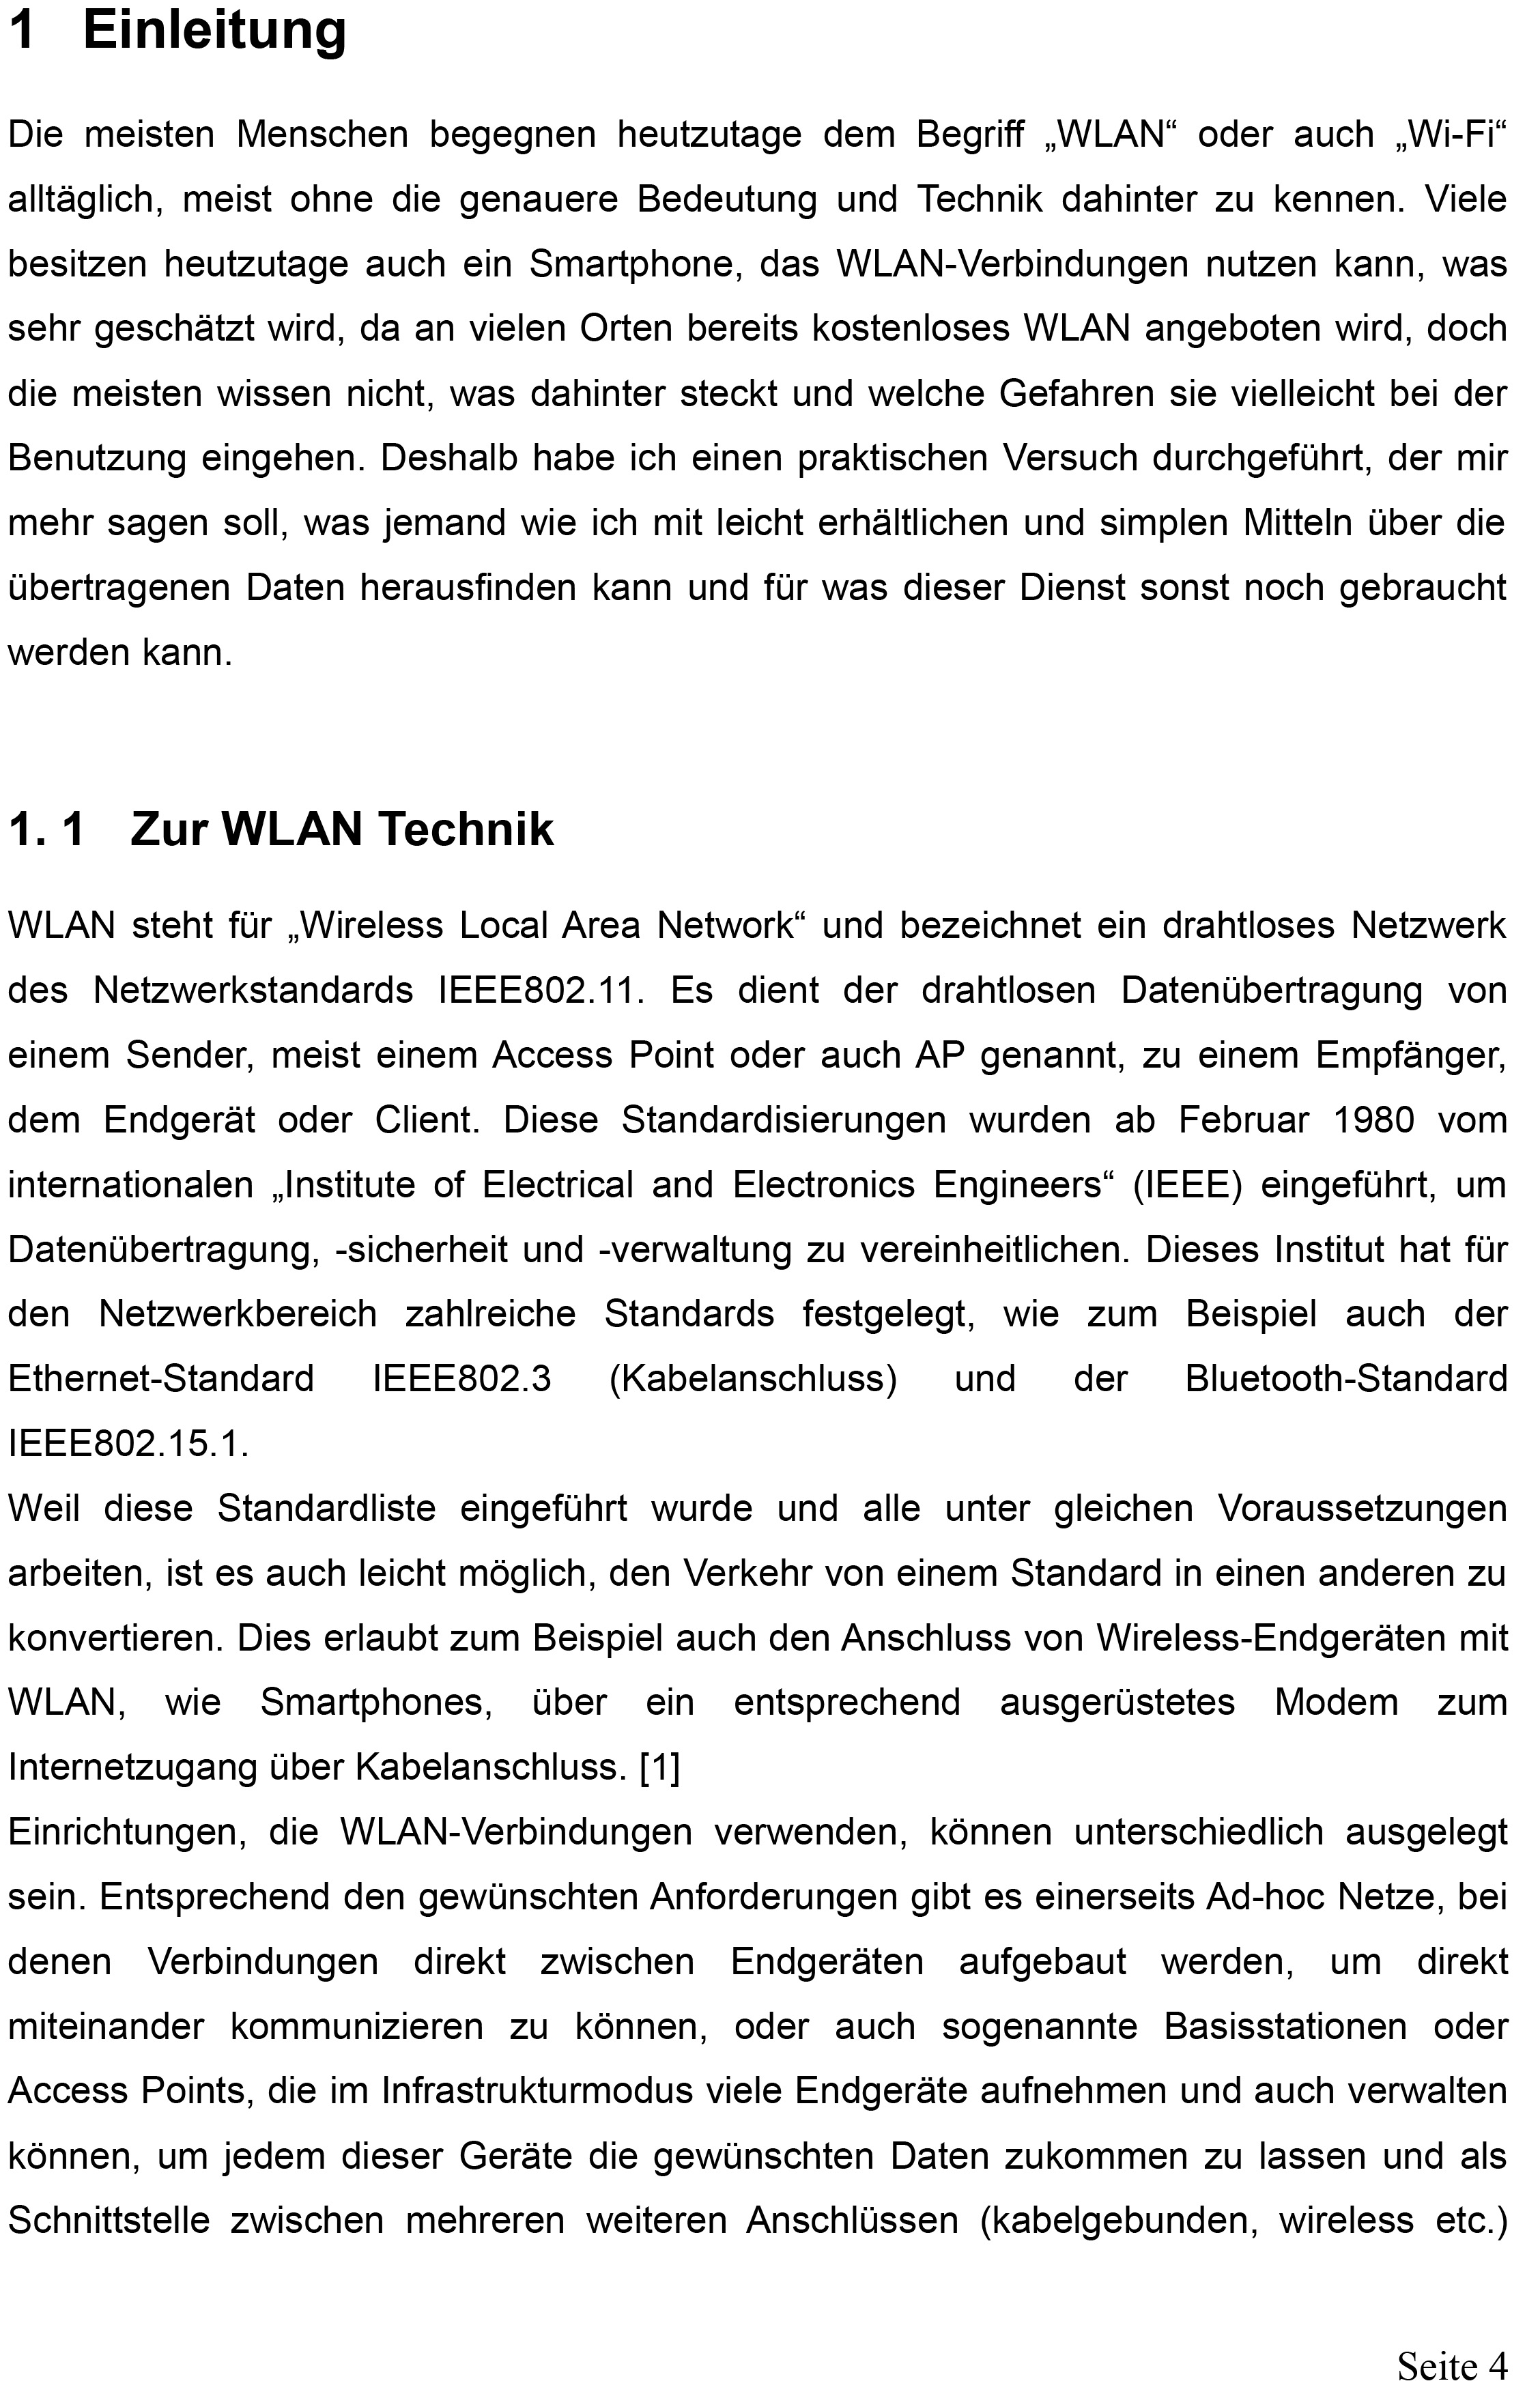 1 Einleitung
Die meisten Menschen begegnen heutzutage dem Begriff „WLAN“ oder auch „Wi-Fi“
alltäglich, meist ohne die genauere Bedeutung und Technik dahinter zu kennen. Viele
besitzen heutzutage auch ein Smartphone, das WLAN-Verbindungen nutzen kann, was
sehr geschätzt wird, da an vielen Orten bereits kostenloses WLAN angeboten wird, doch
die meisten wissen nicht, was dahinter steckt und welche Gefahren sie vielleicht bei der
Benutzung eingehen. Deshalb habe ich einen praktischen Versuch durchgeführt, der mir
mehr sagen soll, was jemand wie ich mit leicht erhältlichen und simplen Mitteln über die
übertragenen Daten herausfinden kann und für was dieser Dienst sonst noch gebraucht
werden kann.
1. 1 Zur WLAN Technik
WLAN steht für „Wireless Local Area Network“ und bezeichnet ein drahtloses Netzwerk
des Netzwerkstandards IEEE802.11. Es dient der drahtlosen Datenübertragung von
einem Sender, meist einem Access Point oder auch AP genannt, zu einem Empfänger,
dem Endgerät oder Client. Diese Standardisierungen wurden ab Februar 1980 vom
internationalen „Institute of Electrical and Electronics Engineers“ (IEEE) eingeführt, um
Datenübertragung, -sicherheit und -verwaltung zu vereinheitlichen. Dieses Institut hat für
den Netzwerkbereich zahlreiche Standards festgelegt, wie zum Beispiel auch der
Ethernet-Standard IEEE802.3 (Kabelanschluss) und der Bluetooth-Standard
IEEE802.15.1.
Weil diese Standardliste eingeführt wurde und alle unter gleichen Voraussetzungen
arbeiten, ist es auch leicht möglich, den Verkehr von einem Standard in einen anderen zu
konvertieren. Dies erlaubt zum Beispiel auch den Anschluss von Wireless-Endgeräten mit
WLAN, wie Smartphones, über ein entsprechend ausgerüstetes Modem zum
Internetzugang über Kabelanschluss. [1]
Einrichtungen, die WLAN-Verbindungen verwenden, können unterschiedlich ausgelegt
sein. Entsprechend den gewünschten Anforderungen gibt es einerseits Ad-hoc Netze, bei
denen Verbindungen direkt zwischen Endgeräten aufgebaut werden, um direkt
miteinander kommunizieren zu können, oder auch sogenannte Basisstationen oder
Access Points, die im Infrastrukturmodus viele Endgeräte aufnehmen und auch verwalten
können, um jedem dieser Geräte die gewünschten Daten zukommen zu lassen und als
Schnittstelle zwischen mehreren weiteren Anschlüssen (kabelgebunden, wireless etc.)
Seite 4